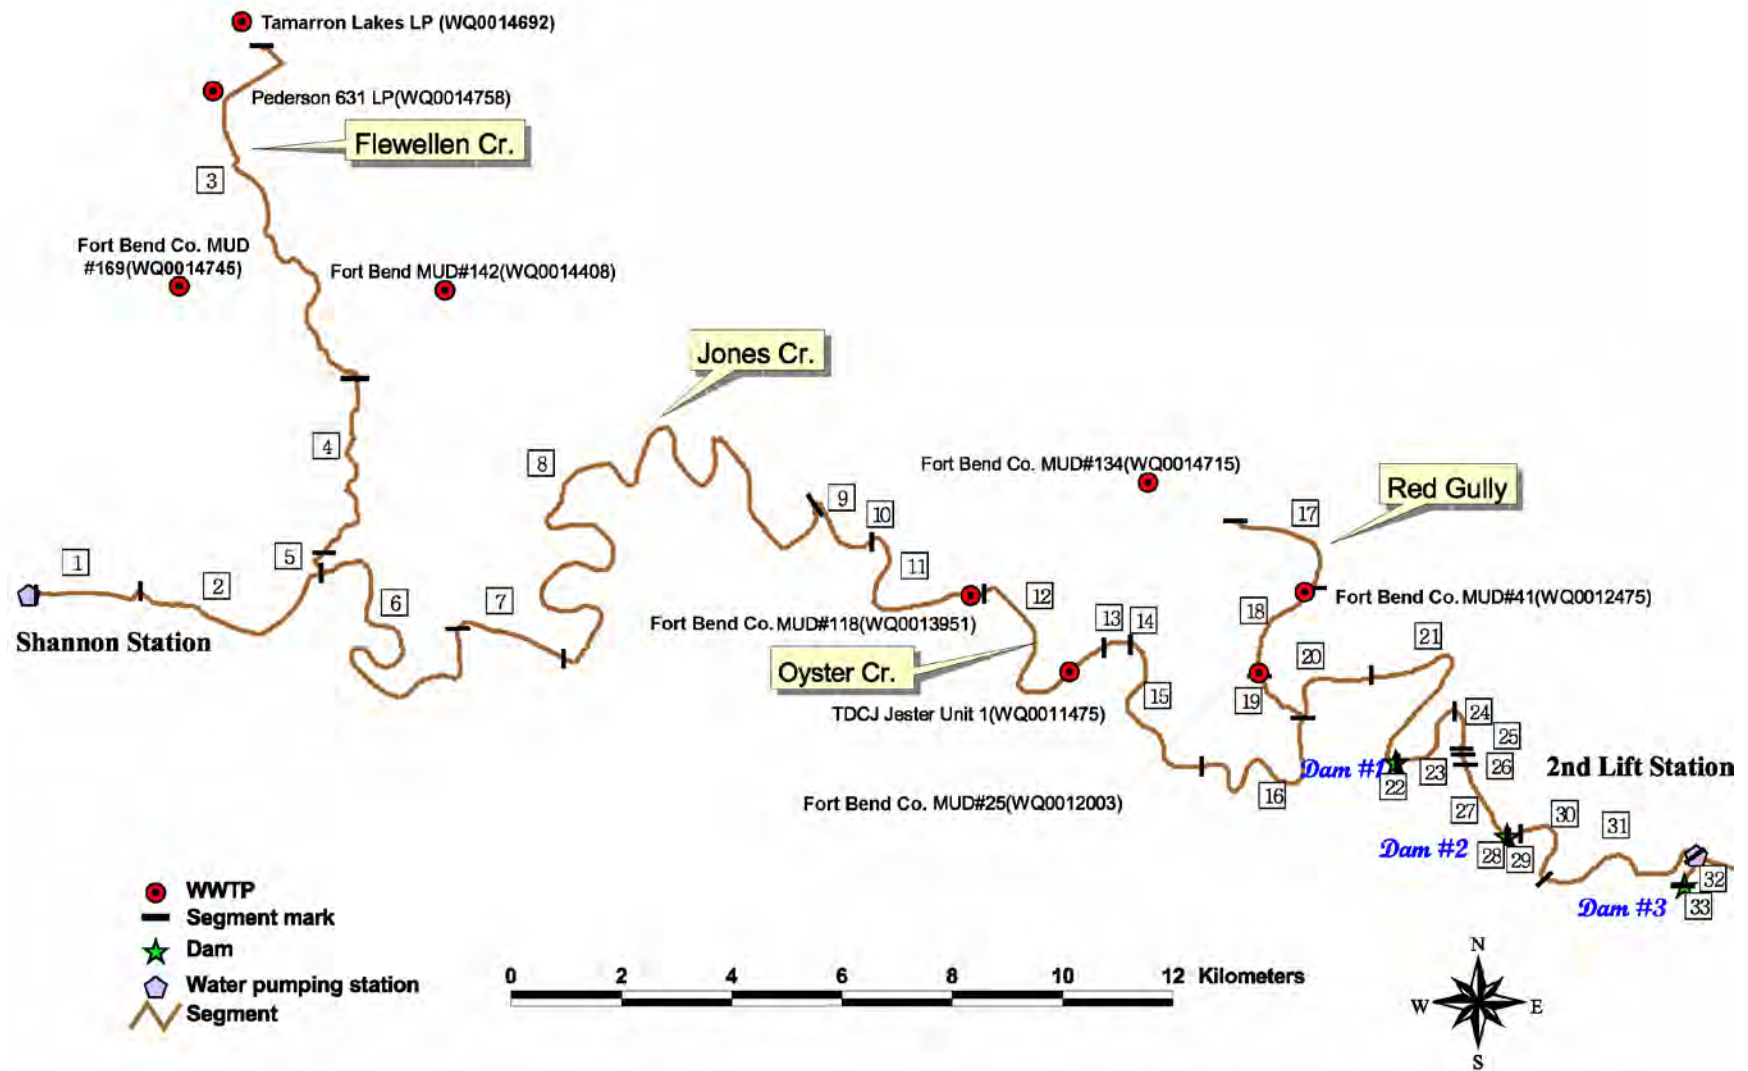 Tamarron Lakes LP (WQ0014692)
Pederson 631 LP(WQ0014758)
Flewellen Cr.
3
Fort Bend Co. MUD
#169(WQ0014745)
Fort Bend MUD#142(WQ0014408)
Jones Cr.
4
8
Fort Bend Co. MUD#134(WQ0014715)
Red Gully
9
10
17
5
1
2
6
7
11
12
Fort Bend Co. MUD#41(WQ0012475)
18
Shannon Station
Fort Bend Co. MUD#118(WQ0013951)
13
14
21
20
Oyster Cr.
15
19
TDCJ Jester Unit 1(WQ0011475)
24
25
26
2nd Lift Station
Dam #1
23
22
16
Fort Bend Co. MUD#25(WQ0012003)
27
30
31
Dam #2
28
29
32
33
Dam #3
WWTP
Segment mark
Dam
Water pumping station
Segment
0 2 4 6 8 10 12 Kilometers
N
W
E
S